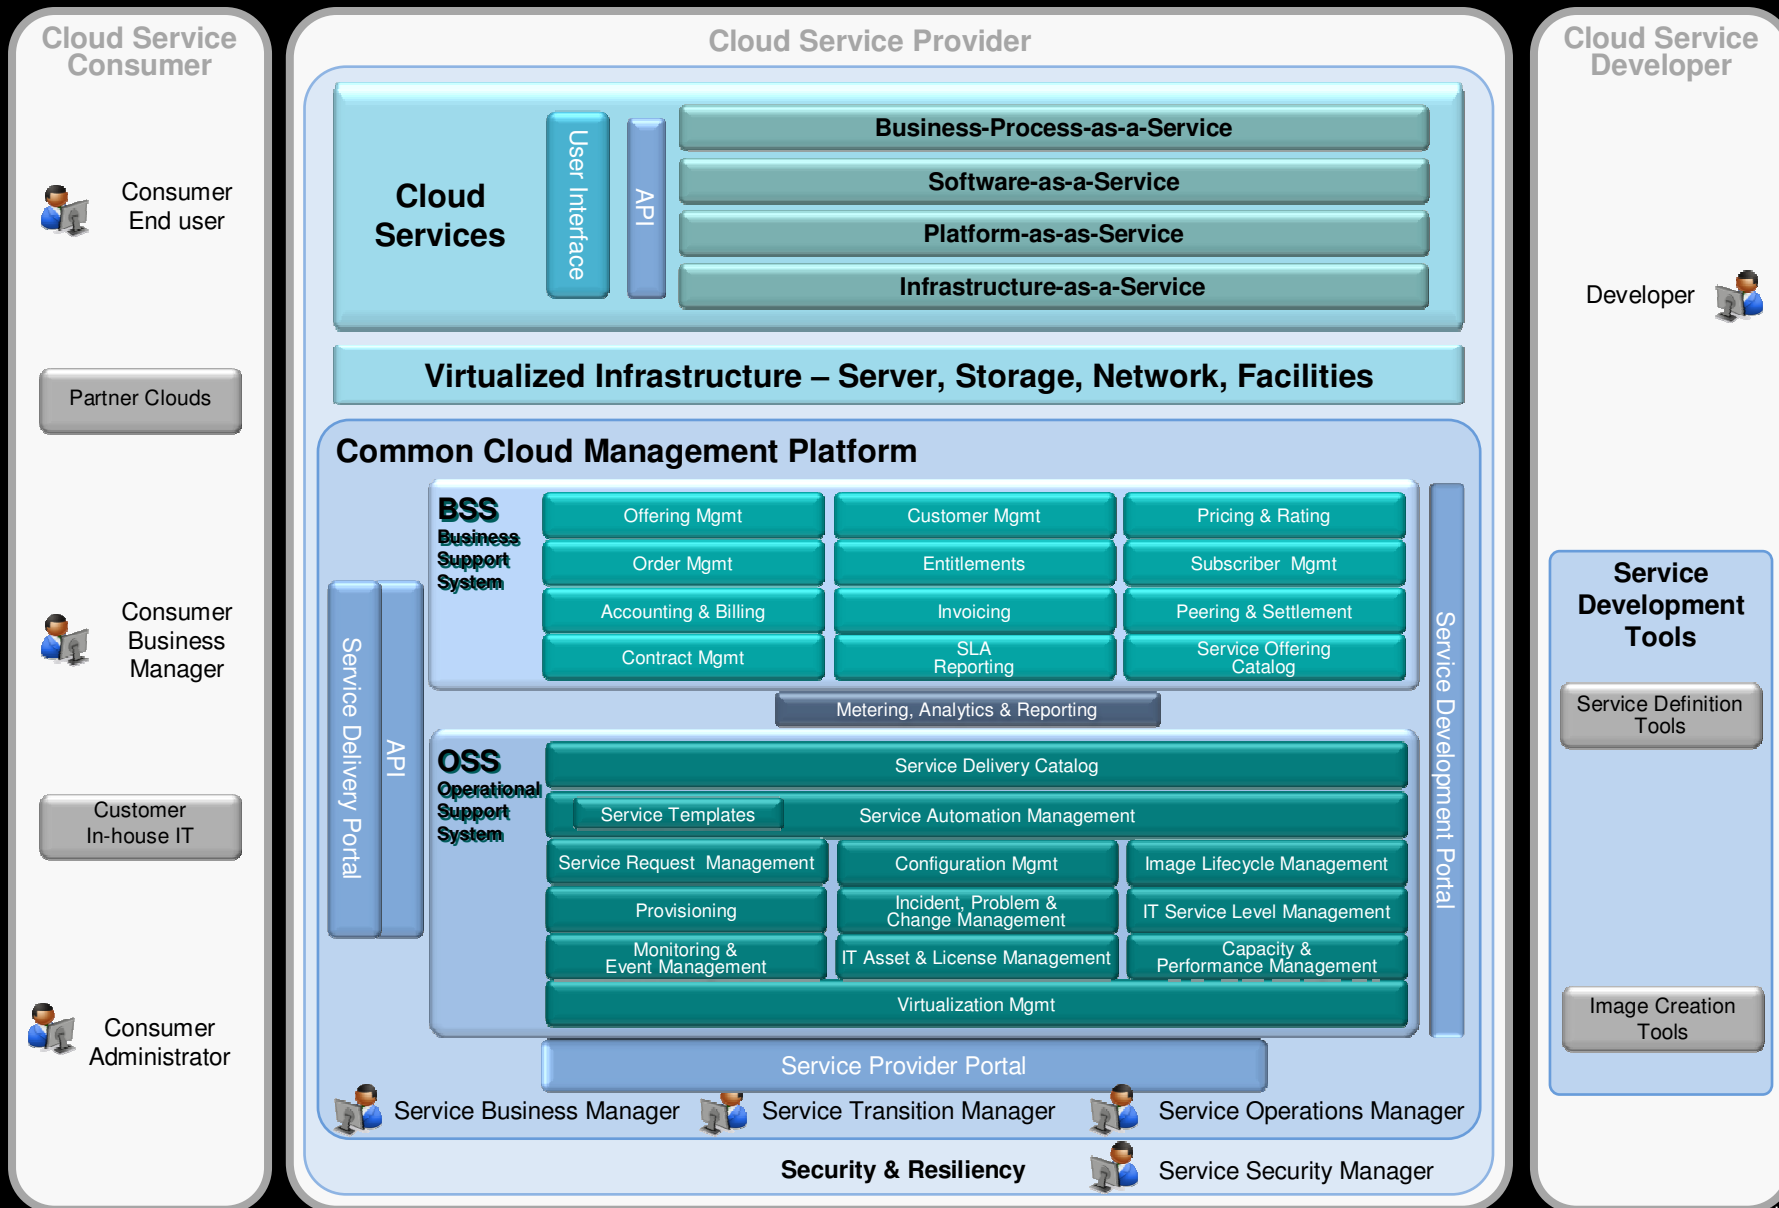 Cloud Service
Consumer
Consumer
End user
Partner Clouds
Consumer
Business
Manager
Customer
In-house IT
Consumer
Administrator
Cloud Service Provider
Cloud
Services
User Interface
API
Business-Process-as-a-Service
Software-as-a-Service
Platform-as-as-Service
Infrastructure-as-a-Service
Virtualized Infrastructure – Server, Storage, Network, Facilities
Common Cloud Management Platform
Service Delivery Portal
API
BSS
Business
Support
System
Offering Mgmt
Customer Mgmt
Pricing & Rating
Order Mgmt
Entitlements
Subscriber Mgmt
Accounting & Billing
Invoicing
Peering & Settlement
Contract Mgmt
SLA
Reporting
Service Offering
Catalog
Metering, Analytics & Reporting
OSS
Operational
Support
System
Service Delivery Catalog
Service Templates
Service Automation Management
Service Request Management
Configuration Mgmt
Image Lifecycle Management
Provisioning
Incident, Problem &
Change Management
IT Service Level Management
Monitoring &
Event Management
IT Asset & License Management
Capacity &
Performance Management
Virtualization Mgmt
Service Development Portal
Service Provider Portal
Service Business Manager
Service Transition Manager
Service Operations Manager
Security & Resiliency
Service Security Manager
Cloud Service
Developer
Developer
Service
Development
Tools
Service Definition
Tools
Image Creation
Tools